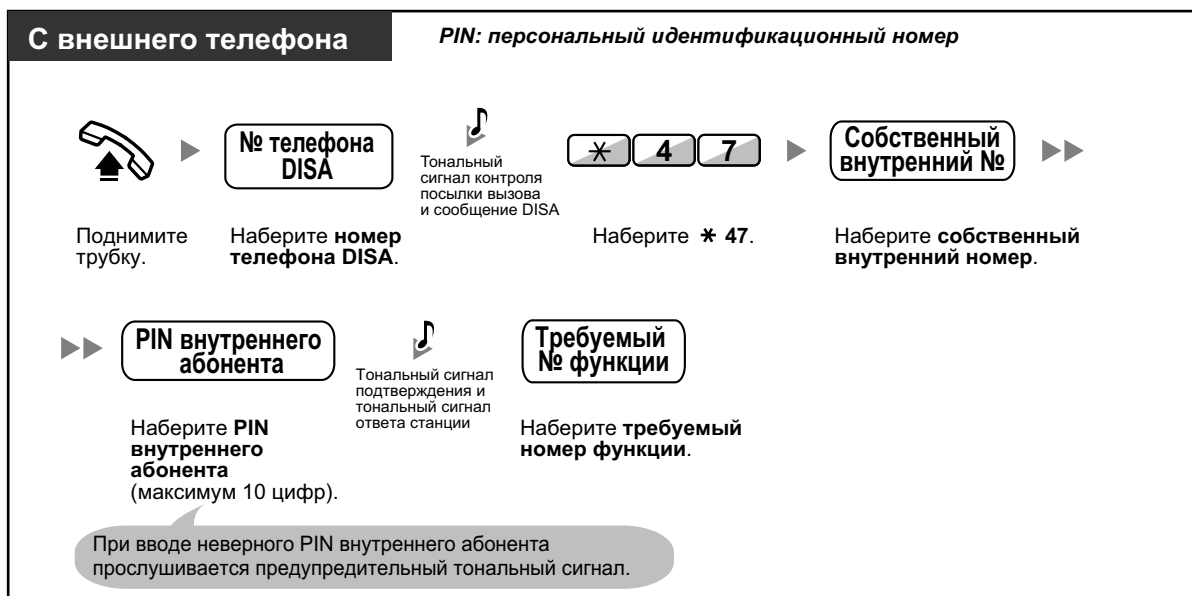 С внешнего телефона
PIN: персональный идентификационный номер
№ телефона
DISA
Тональный
сигнал контроля
посылки вызова
и сообщение DISA
* 4 7
Собственный
внутренний №
Поднимите
трубку.
Наберите номер
телефона DISA.
Наберите * 47.
Наберите собственный
внутренний номер.
PIN внутреннего
абонента
Тональный сигнал
подтверждения и
тональный сигнал
ответа станции
Требуемый
№ функции
Наберите PIN
внутреннего
абонента
(максимум 10 цифр).
Наберите требуемый
номер функции.
При вводе неверного PIN внутреннего абонента
прослушивается предупредительный тональный сигнал.